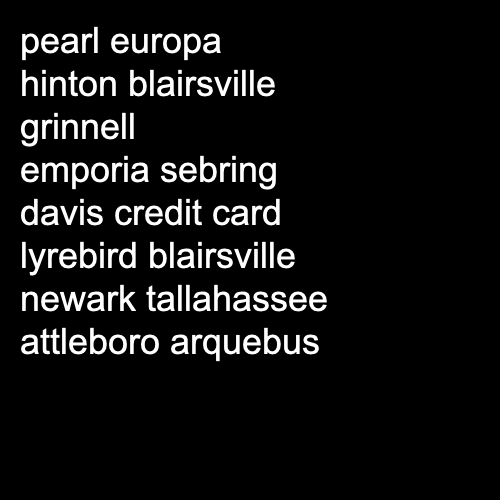 pearl europa
hinton blairsville
grinnell
emporia sebring
davis credit card
lyrebird blairsville
newark tallahassee
attleboro arquebus